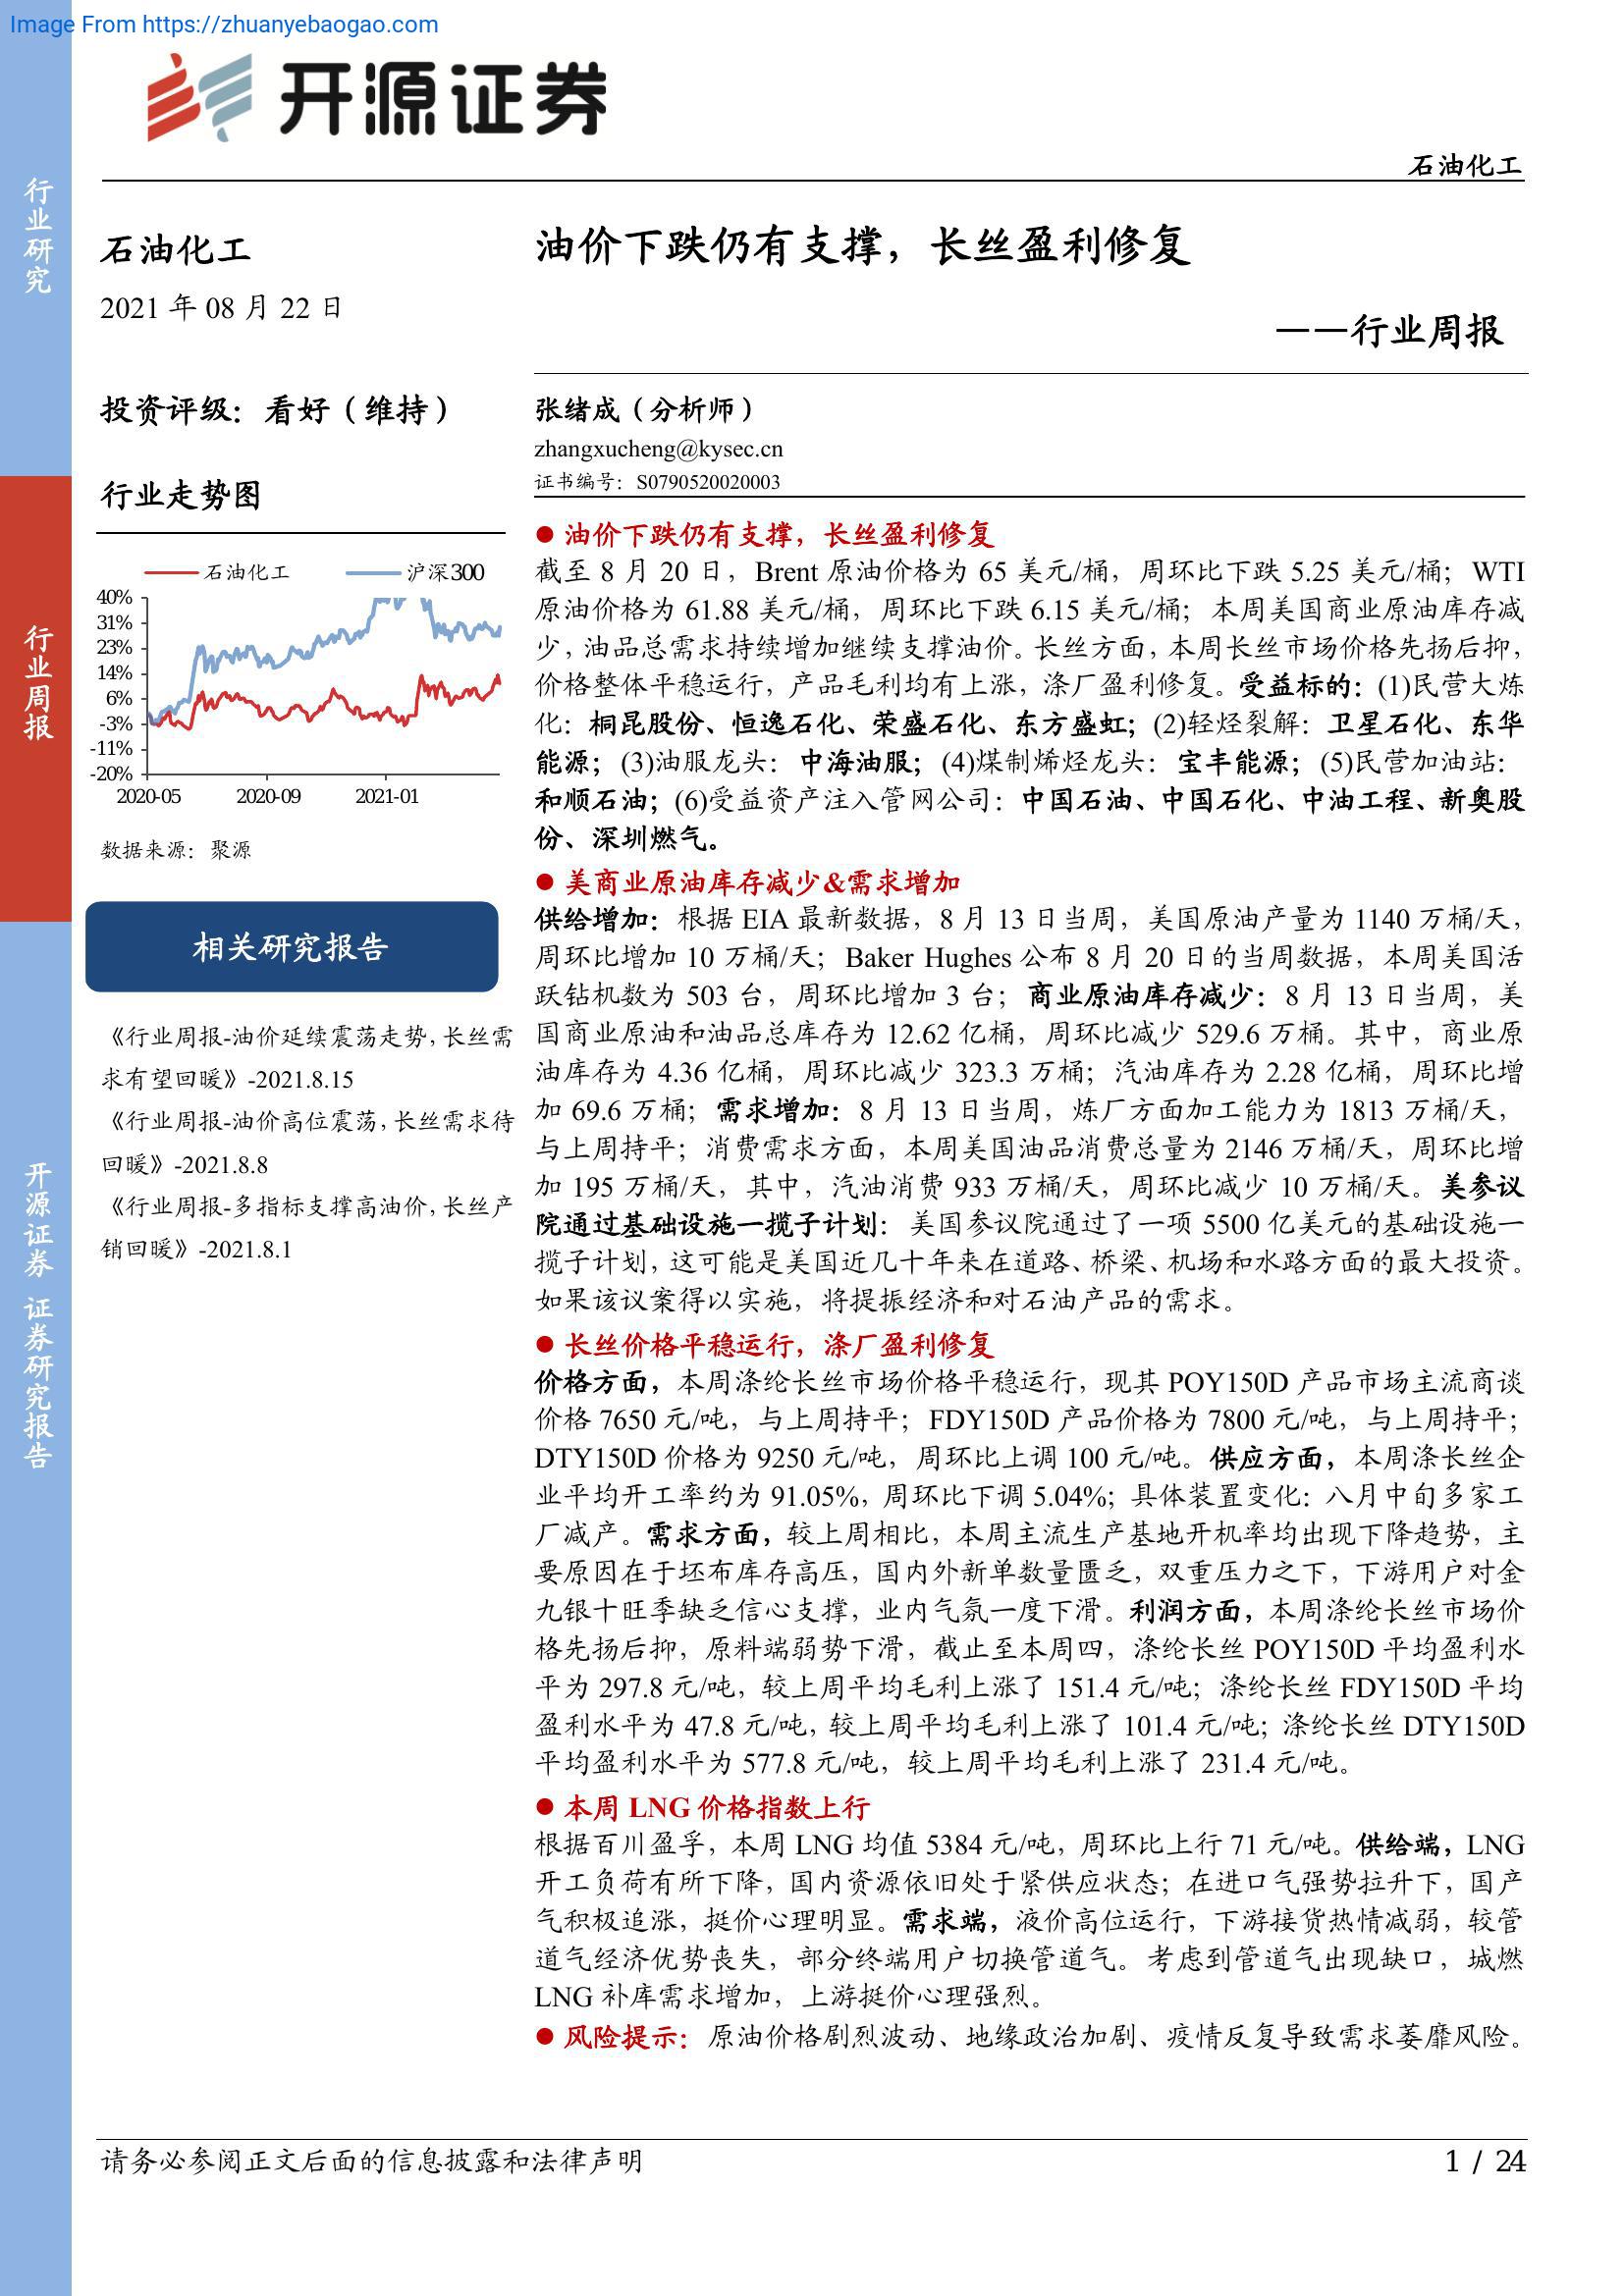 Image From https://zhuanyebaogao.com
开源证券
石油化工
行业研究
行业周报
开源证券 证券研究报告
石油化工
2021 年 08 月 22 日
投资评级：看好（维持）
行业走势图
石油化工 沪深300
40%
31%
23%
14%
6%
-3%
-11%
-20%
2020-05 2020-09 2021-01
数据来源：聚源
相关研究报告
《行业周报-油价延续震荡走势，长丝需
求有望回暖》-2021.8.15
《行业周报-油价高位震荡，长丝需求待
回暖》-2021.8.8
《行业周报-多指标支撑高油价，长丝产
销回暖》-2021.8.1
油价下跌仍有支撑，长丝盈利修复
——行业周报
张绪成（分析师）
zhangxucheng@kysec.cn
证书编号：S0790520020003
● 油价下跌仍有支撑，长丝盈利修复
截至 8 月 20 日，Brent 原油价格为 65 美元/桶，周环比下跌 5.25 美元/桶；WTI
原油价格为 61.88 美元/桶，周环比下跌 6.15 美元/桶；本周美国商业原油库存减
少，油品总需求持续增加继续支撑油价。长丝方面，本周长丝市场价格先扬后抑，
价格整体平稳运行，产品毛利均有上涨，涤厂盈利修复。受益标的：(1)民营大炼
化：桐昆股份、恒逸石化、荣盛石化、东方盛虹；(2)轻烃裂解：卫星石化、东华
能源；(3)油服龙头：中海油服；(4)煤制烯烃龙头：宝丰能源；(5)民营加油站：
和顺石油；(6)受益资产注入管网公司：中国石油、中国石化、中油工程、新奥股
份、深圳燃气。
● 美商业原油库存减少&需求增加
供给增加：根据 EIA 最新数据，8 月 13 日当周，美国原油产量为 1140 万桶/天，
周环比增加 10 万桶/天；Baker Hughes 公布 8 月 20 日的当周数据，本周美国活
跃钻机数为 503 台，周环比增加 3 台；商业原油库存减少：8 月 13 日当周，美
国商业原油和油品总库存为 12.62 亿桶，周环比减少 529.6 万桶。其中，商业原
油库存为 4.36 亿桶，周环比减少 323.3 万桶；汽油库存为 2.28 亿桶，周环比增
加 69.6 万桶；需求增加：8 月 13 日当周，炼厂方面加工能力为 1813 万桶/天，
与上周持平；消费需求方面，本周美国油品消费总量为 2146 万桶/天，周环比增
加 195 万桶/天，其中，汽油消费 933 万桶/天，周环比减少 10 万桶/天。美参议
院通过基础设施一揽子计划：美国参议院通过了一项 5500 亿美元的基础设施一
揽子计划，这可能是美国近几十年来在道路、桥梁、机场和水路方面的最大投资。
如果该议案得以实施，将提振经济和对石油产品的需求。
● 长丝价格平稳运行，涤厂盈利修复
价格方面，本周涤纶长丝市场价格平稳运行，现其 POY150D 产品市场主流商谈
价格 7650 元/吨，与上周持平；FDY150D 产品价格为 7800 元/吨，与上周持平；
DTY150D 价格为 9250 元/吨，周环比上调 100 元/吨。供应方面，本周涤长丝企
业平均开工率约为 91.05%，周环比下调 5.04%；具体装置变化：八月中旬多家工
厂减产。需求方面，较上周相比，本周主流生产基地开机率均出现下降趋势，主
要原因在于坯布库存高压，国内外新单数量匮乏，双重压力之下，下游用户对金
九银十旺季缺乏信心支撑，业内气氛一度下滑。利润方面，本周涤纶长丝市场价
格先扬后抑，原料端弱势下滑，截止至本周四，涤纶长丝 POY150D 平均盈利水
平为 297.8 元/吨，较上周平均毛利上涨了 151.4 元/吨；涤纶长丝 FDY150D 平均
盈利水平为 47.8 元/吨，较上周平均毛利上涨了 101.4 元/吨；涤纶长丝 DTY150D
平均盈利水平为 577.8 元/吨，较上周平均毛利上涨了 231.4 元/吨。
● 本周 LNG 价格指数上行
根据百川盈孚，本周 LNG 均值 5384 元/吨，周环比上行 71 元/吨。供给端，LNG
开工负荷有所下降，国内资源依旧处于紧供应状态；在进口气强势拉升下，国产
气积极追涨，挺价心理明显。需求端，液价高位运行，下游接货热情减弱，较管
道气经济优势丧失，部分终端用户切换管道气。考虑到管道气出现缺口，城燃
LNG 补库需求增加，上游挺价心理强烈。
● 风险提示：原油价格剧烈波动、地缘政治加剧、疫情反复导致需求萎靡风险。
请务必参阅正文后面的信息披露和法律声明
1 / 24